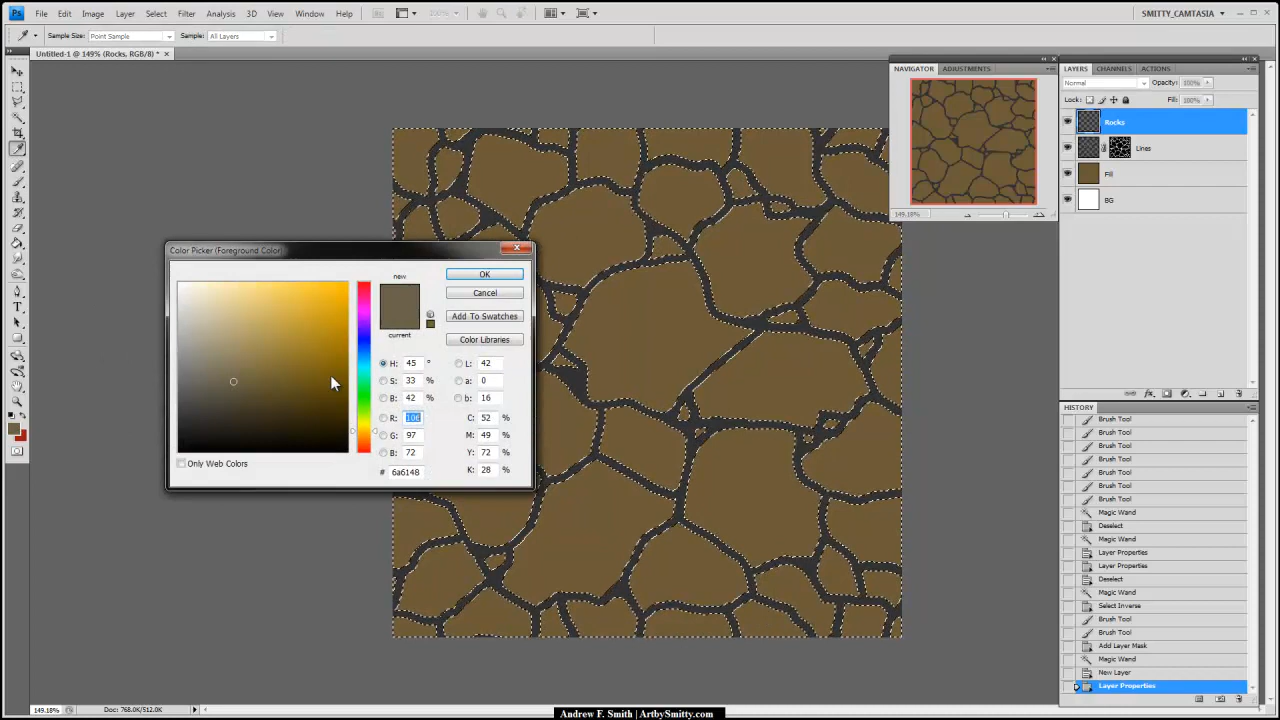 Ps File Edit Image Layer Select Filter Analysis 3D View Window Help 100% SMITTY_CAMTASIA
Sample Size: Point Sample Sample: All Layers
Untitled-1 @ 149% (Rocks, RGB/8) *
NAVIGATOR ADJUSTMENTS
149.18%
LAYERS CHANNELS ACTIONS
Normal Opacity: 100%
Lock: Fill: 100%
Rocks
Lines
Fill
BG
Color Picker (Foreground Color)
new
current
OK
Cancel
Add To Swatches
Color Libraries
H: 45 ° L: 42
S: 33 % a: 0
B: 42 % b: 16
R: 106 C: 52 %
G: 97 M: 49 %
B: 72 Y: 72 %
# 6a6148 K: 28 %
Only Web Colors
HISTORY
Brush Tool
Brush Tool
Brush Tool
Brush Tool
Brush Tool
Brush Tool
Brush Tool
Magic Wand
Deselect
Magic Wand
Layer Properties
Layer Properties
Deselect
Magic Wand
Select Inverse
Brush Tool
Brush Tool
Add Layer Mask
Magic Wand
New Layer
Layer Properties
149.18% Doc: 768.0K/512.0K
Andrew F. Smith | ArtbySmitty.com